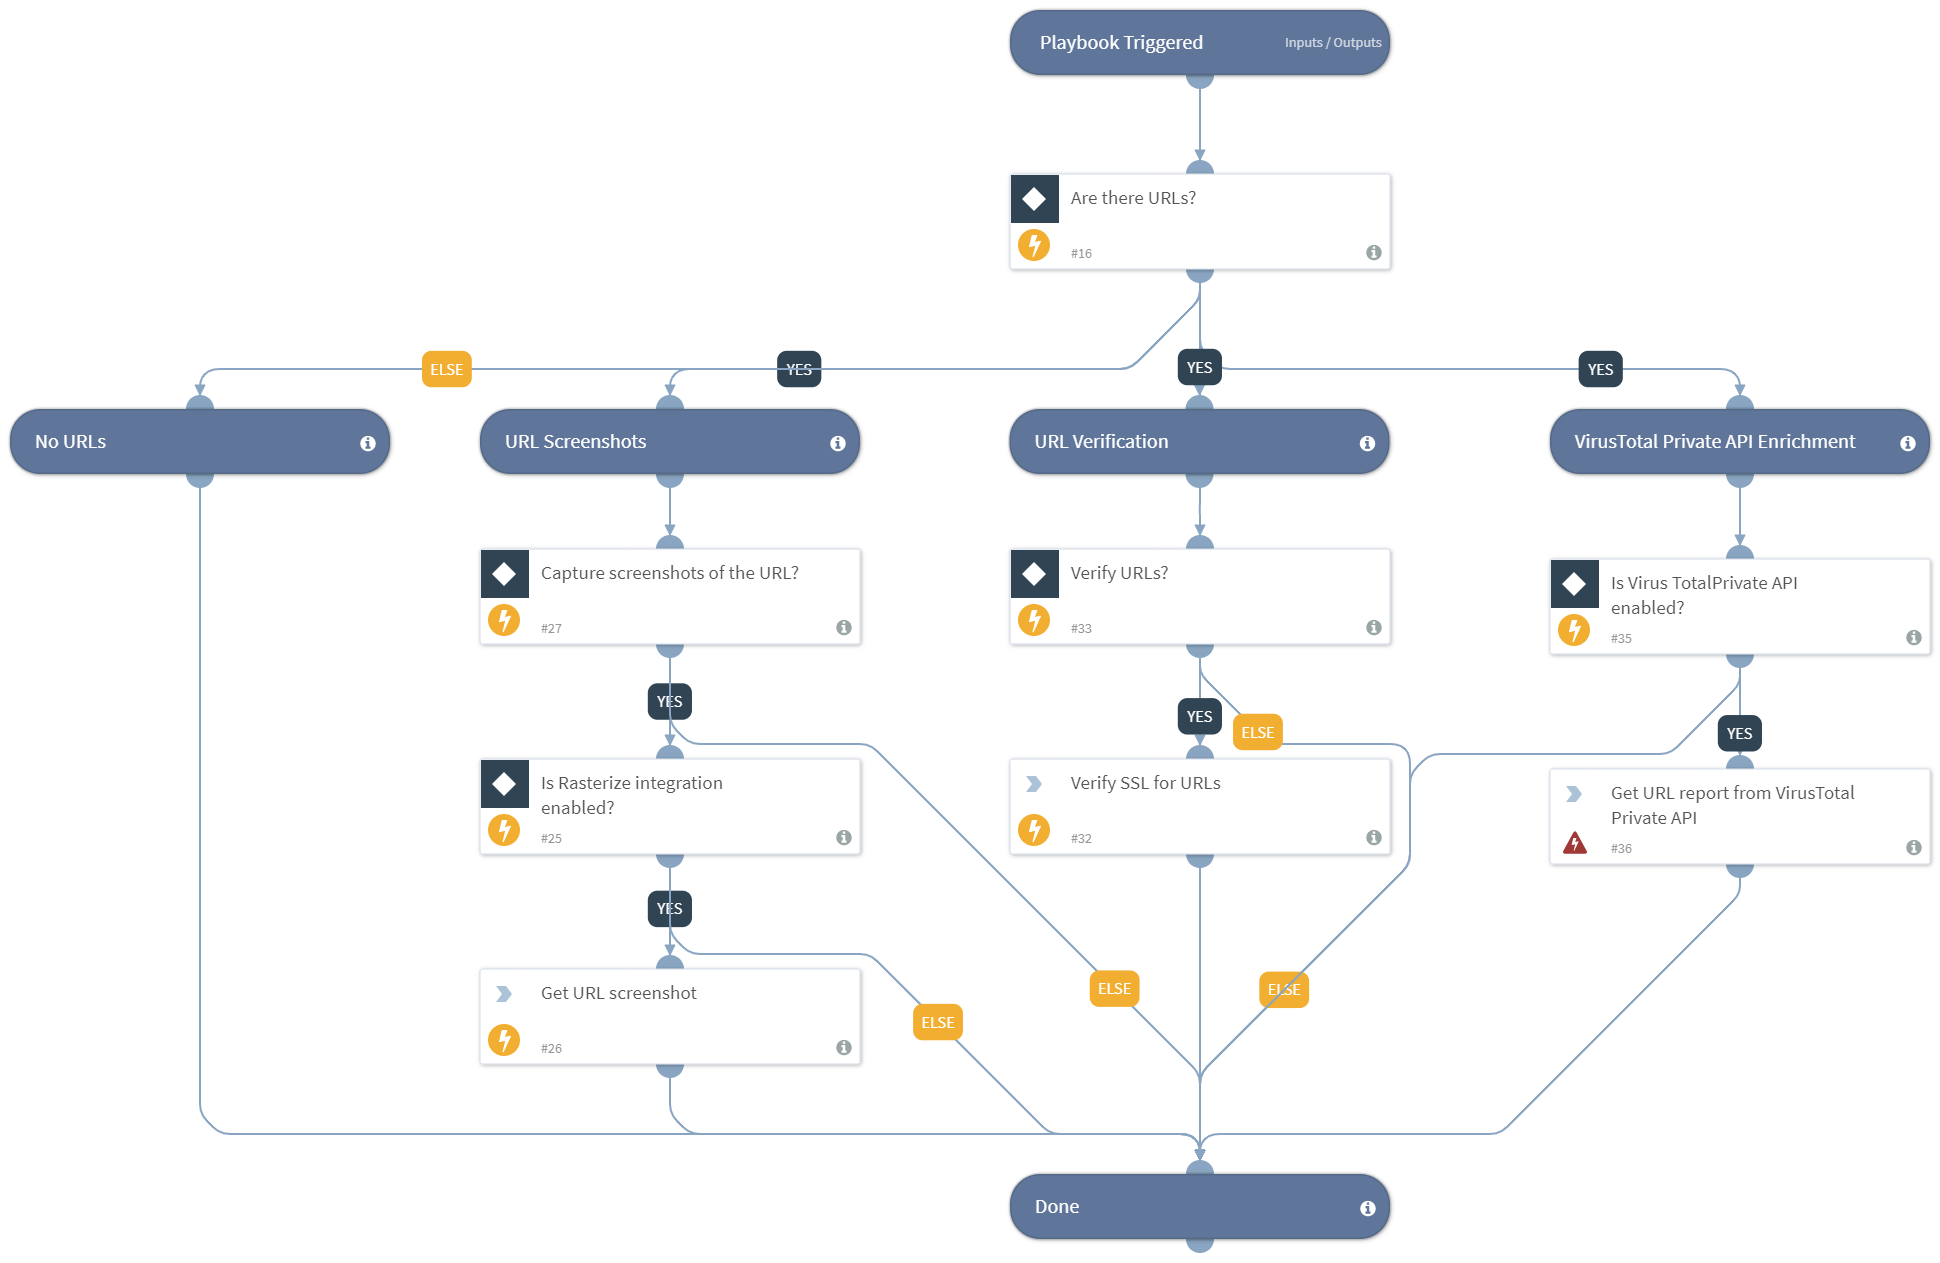 Playbook Triggered
Inputs / Outputs
Are there URLs?
#16
ELSE
YES
YES
YES
No URLs
URL Screenshots
URL Verification
VirusTotal Private API Enrichment
Capture screenshots of the URL?
#27
Verify URLs?
#33
Is Virus TotalPrivate API
enabled?
#35
YES
YES
ELSE
YES
Is Rasterize integration
enabled?
#25
Verify SSL for URLs
#32
Get URL report from VirusTotal
Private API
#36
YES
Get URL screenshot
#26
ELSE
ELSE
ELSE
Done